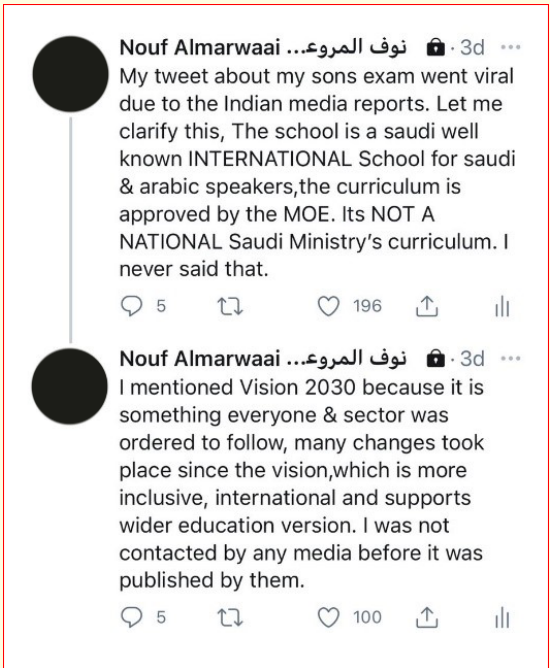 Nouf Almarwaai ...نوف المروعـ · 3d
My tweet about my sons exam went viral
due to the Indian media reports. Let me
clarify this, The school is a saudi well
known INTERNATIONAL School for saudi
& arabic speakers,the curriculum is
approved by the MOE. Its NOT A
NATIONAL Saudi Ministry's curriculum. I
never said that.
5 196
Nouf Almarwaai ...نوف المروعـ · 3d
I mentioned Vision 2030 because it is
something everyone & sector was
ordered to follow, many changes took
place since the vision,which is more
inclusive, international and supports
wider education version. I was not
contacted by any media before it was
published by them.
5 100